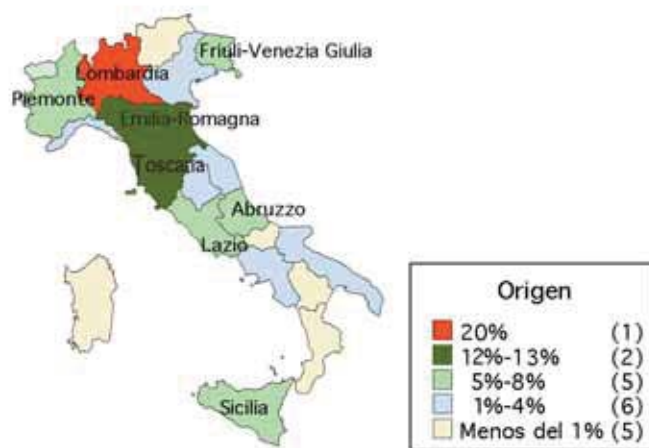 Friuli-Venezia Giulia
Lombardia
Piemonte
Emilia-Romagna
Toscana
Abruzzo
Lazio
Sicilia
Origen
20% (1)
12%-13% (2)
5%-8% (5)
1%-4% (6)
Menos del 1% (5)